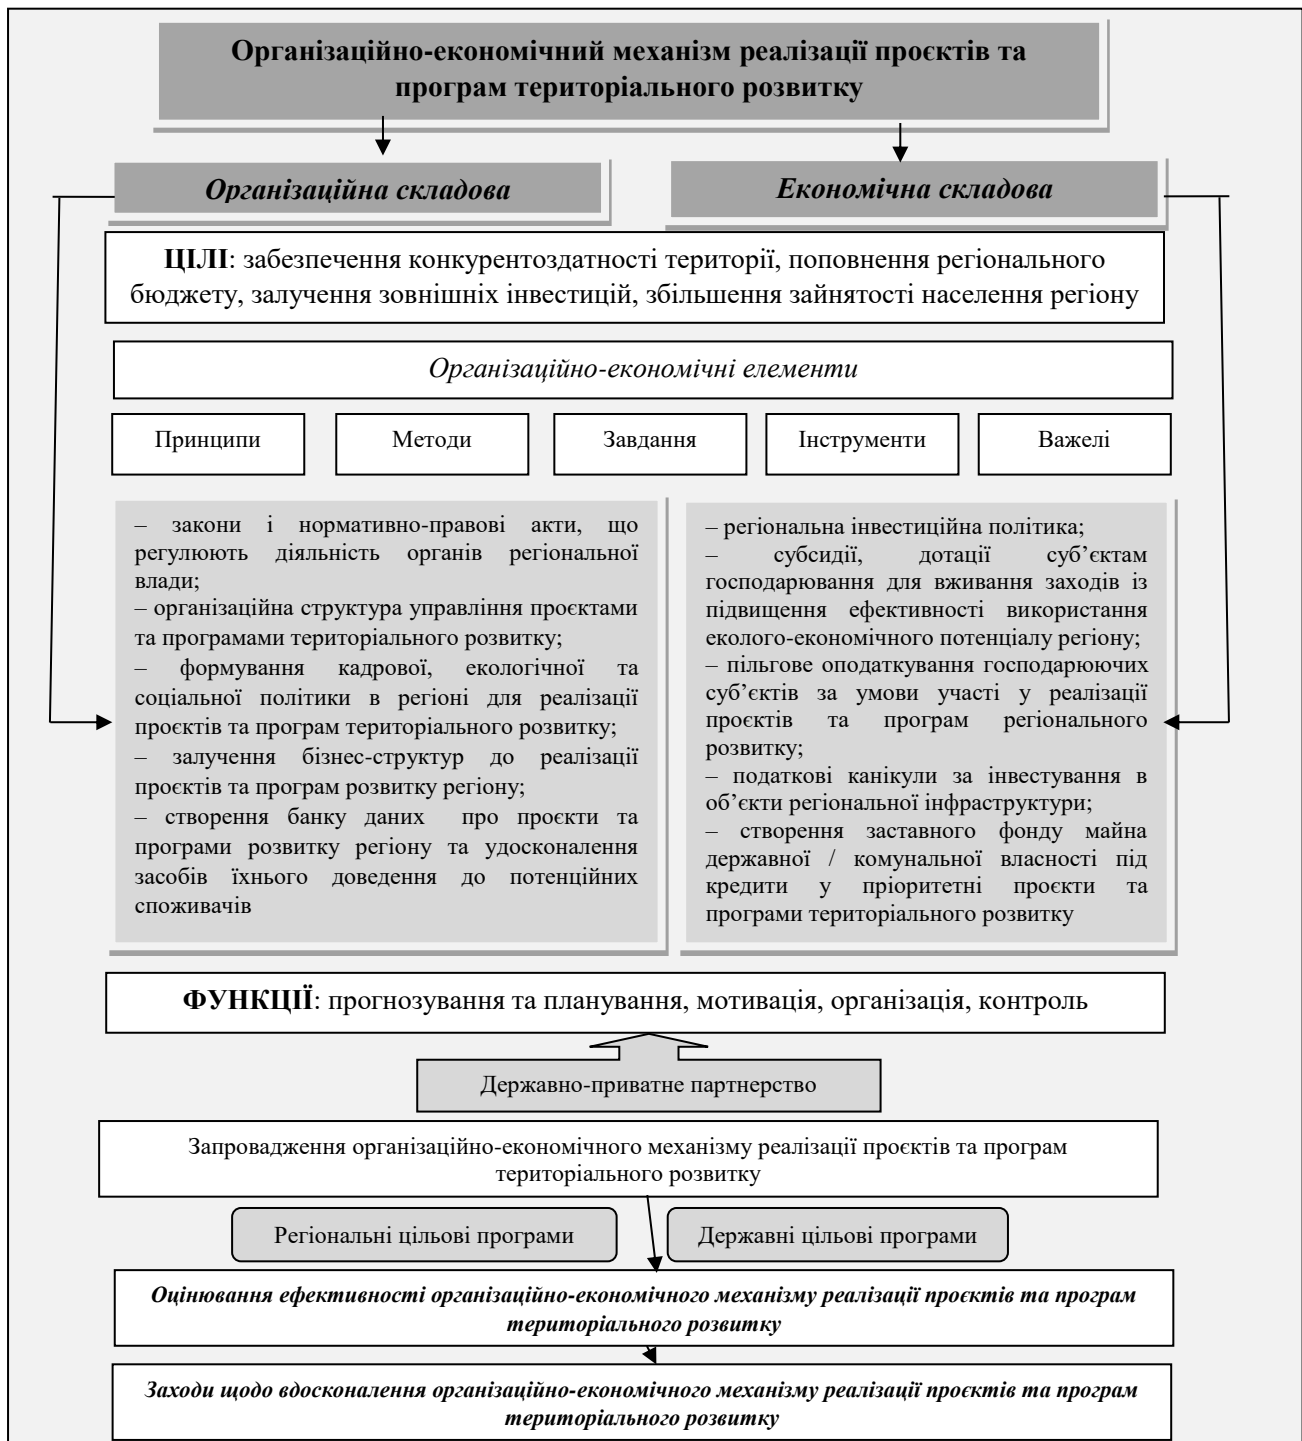 Організаційно-економічний механізм реалізації проєктів та
програм територіального розвитку
Організаційна складова
Економічна складова
ЦІЛІ: забезпечення конкурентоздатності території, поповнення регіонального
бюджету, залучення зовнішніх інвестицій, збільшення зайнятості населення регіону
Організаційно-економічні елементи
Принципи
Методи
Завдання
Інструменти
Важелі
– закони і нормативно-правові акти, що
регулюють діяльність органів регіональної
влади;
– організаційна структура управління проєктами
та програмами територіального розвитку;
– формування кадрової, екологічної та
соціальної політики в регіоні для реалізації
проєктів та програм територіального розвитку;
– залучення бізнес-структур до реалізації
проєктів та програм розвитку регіону;
– створення банку даних про проєкти та
програми розвитку регіону та удосконалення
засобів їхнього доведення до потенційних
споживачів
– регіональна інвестиційна політика;
– субсидії, дотації суб’єктам
господарювання для вживання заходів із
підвищення ефективності використання
еколого-економічного потенціалу регіону;
– пільгове оподаткування господарюючих
суб’єктів за умови участі у реалізації
проєктів та програм регіонального
розвитку;
– податкові канікули за інвестування в
об’єкти регіональної інфраструктури;
– створення заставного фонду майна
державної / комунальної власності під
кредити у пріоритетні проєкти та
програми територіального розвитку
ФУНКЦІЇ: прогнозування та планування, мотивація, організація, контроль
Державно-приватне партнерство
Запровадження організаційно-економічного механізму реалізації проєктів та програм
територіального розвитку
Регіональні цільові програми
Державні цільові програми
Оцінювання ефективності організаційно-економічного механізму реалізації проєктів та програм
територіального розвитку
Заходи щодо вдосконалення організаційно-економічного механізму реалізації проєктів та програм
територіального розвитку